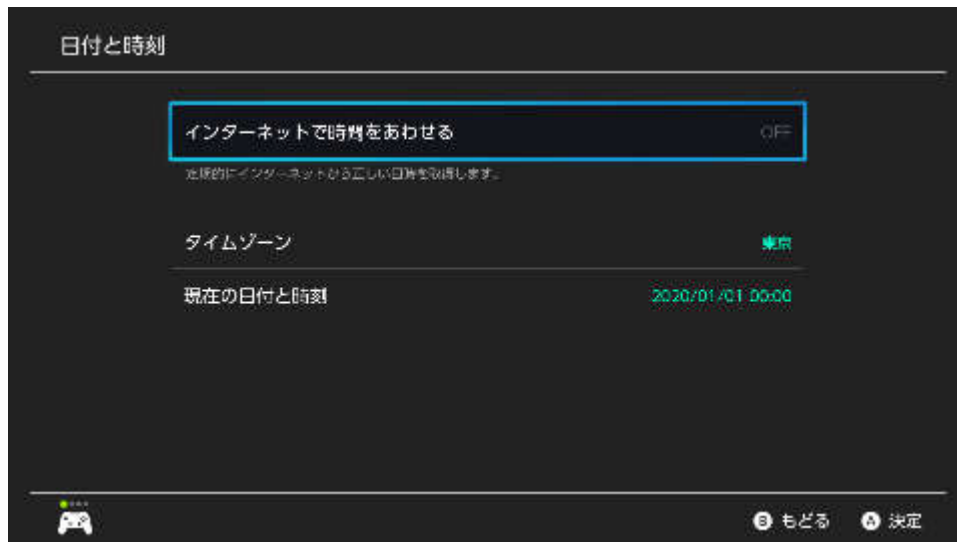 日付と時刻
インターネットで時間をあわせる OFF
定期的にインターネットから正しい日時を取得します。
タイムゾーン 東京
現在の日付と時刻 2020/01/01 00:00
B もどる A 決定